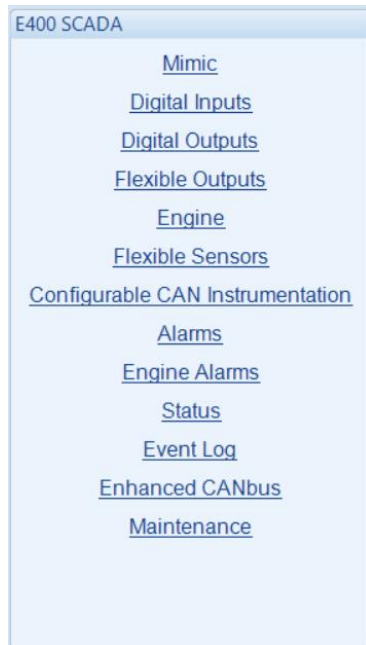 E400 SCADA
Mimic
Digital Inputs
Digital Outputs
Flexible Outputs
Engine
Flexible Sensors
Configurable CAN Instrumentation
Alarms
Engine Alarms
Status
Event Log
Enhanced CANbus
Maintenance